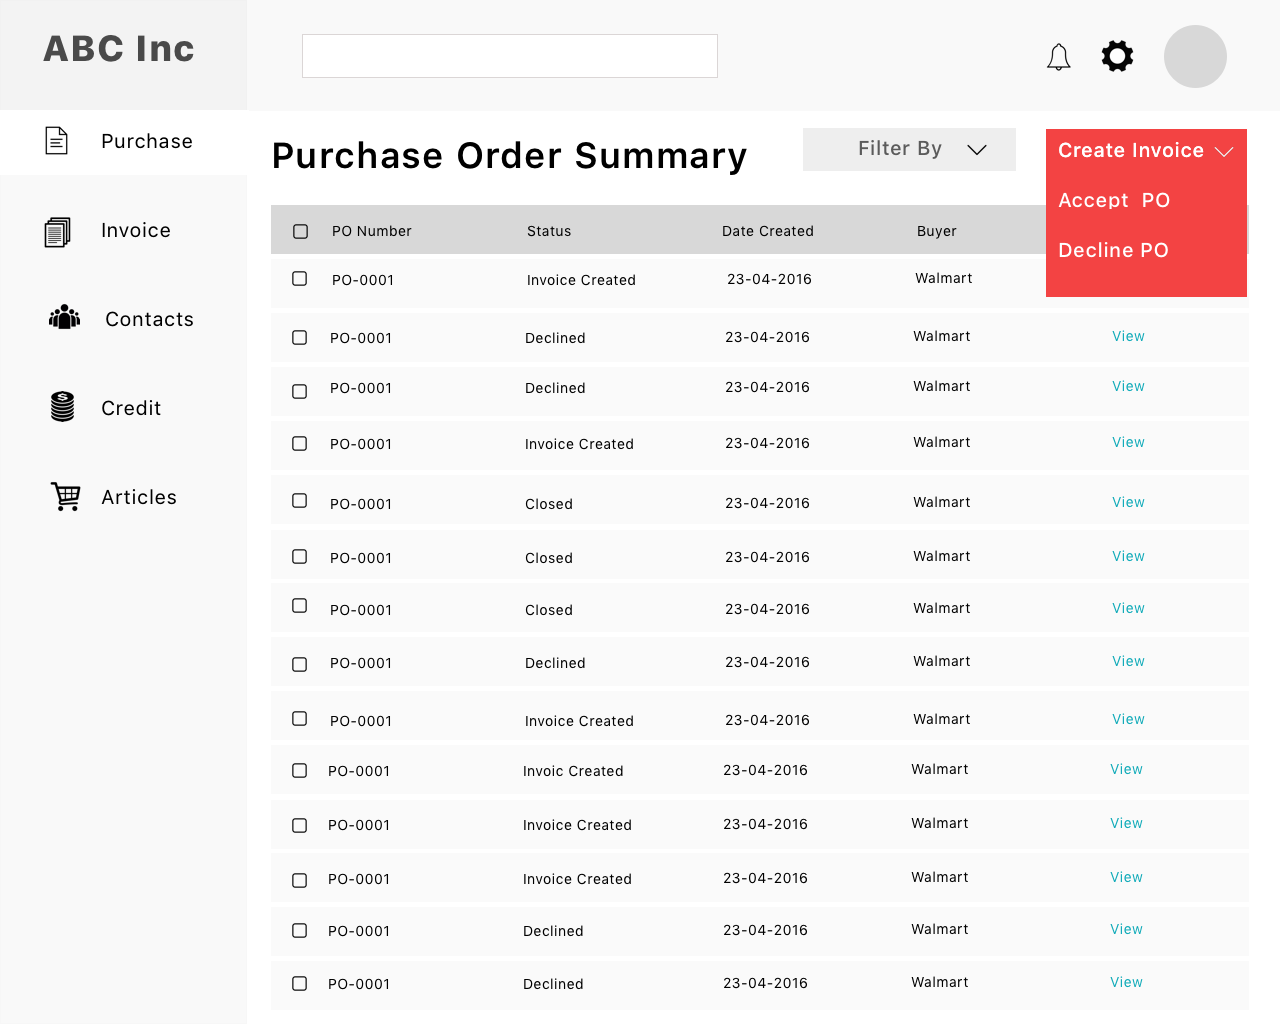 ABC Inc
Purchase
Invoice
Contacts
Credit
Articles
Purchase Order Summary
Filter By
Create Invoice
Accept PO
Decline PO
PO Number Status Date Created Buyer
PO-0001 Invoice Created 23-04-2016 Walmart
PO-0001 Declined 23-04-2016 Walmart View
PO-0001 Declined 23-04-2016 Walmart View
PO-0001 Invoice Created 23-04-2016 Walmart View
PO-0001 Closed 23-04-2016 Walmart View
PO-0001 Closed 23-04-2016 Walmart View
PO-0001 Closed 23-04-2016 Walmart View
PO-0001 Declined 23-04-2016 Walmart View
PO-0001 Invoice Created 23-04-2016 Walmart View
PO-0001 Invoic Created 23-04-2016 Walmart View
PO-0001 Invoice Created 23-04-2016 Walmart View
PO-0001 Invoice Created 23-04-2016 Walmart View
PO-0001 Declined 23-04-2016 Walmart View
PO-0001 Declined 23-04-2016 Walmart View